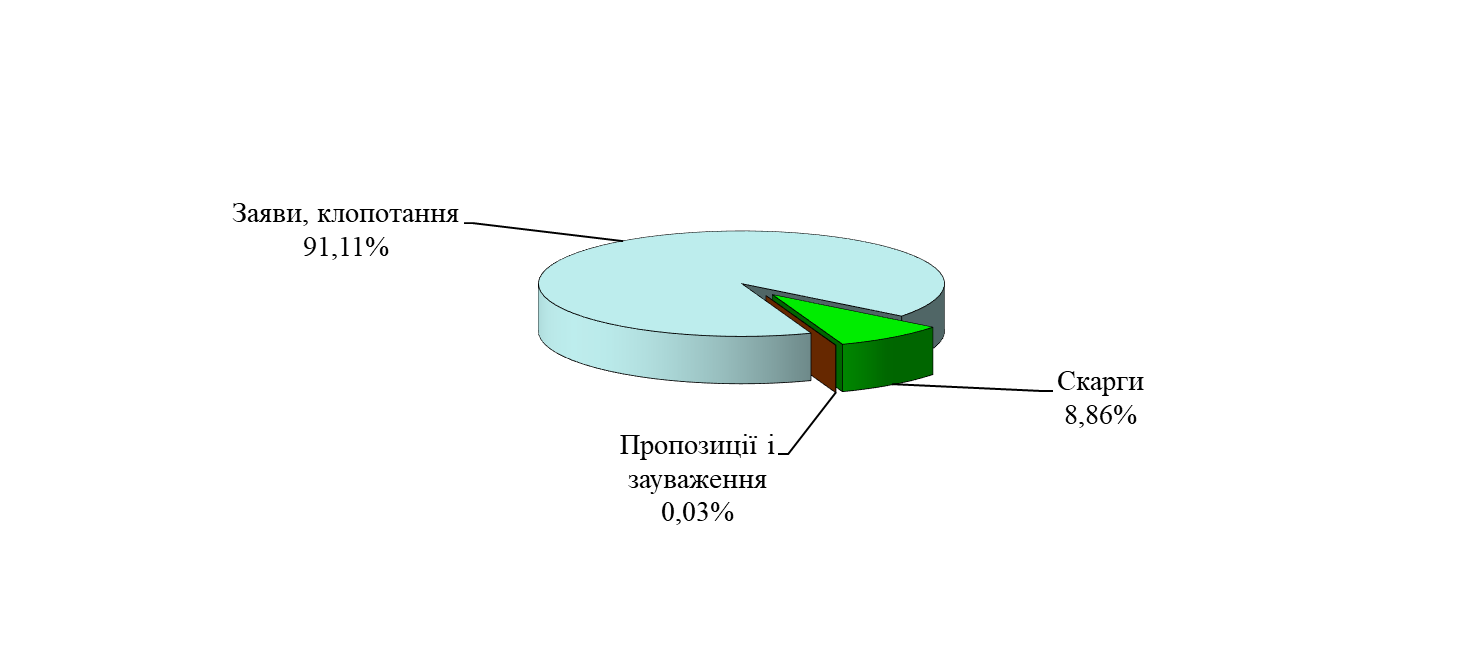 Заяви, клопотання
91,11%
Скарги
8,86%
Пропозиції і
зауваження
0,03%